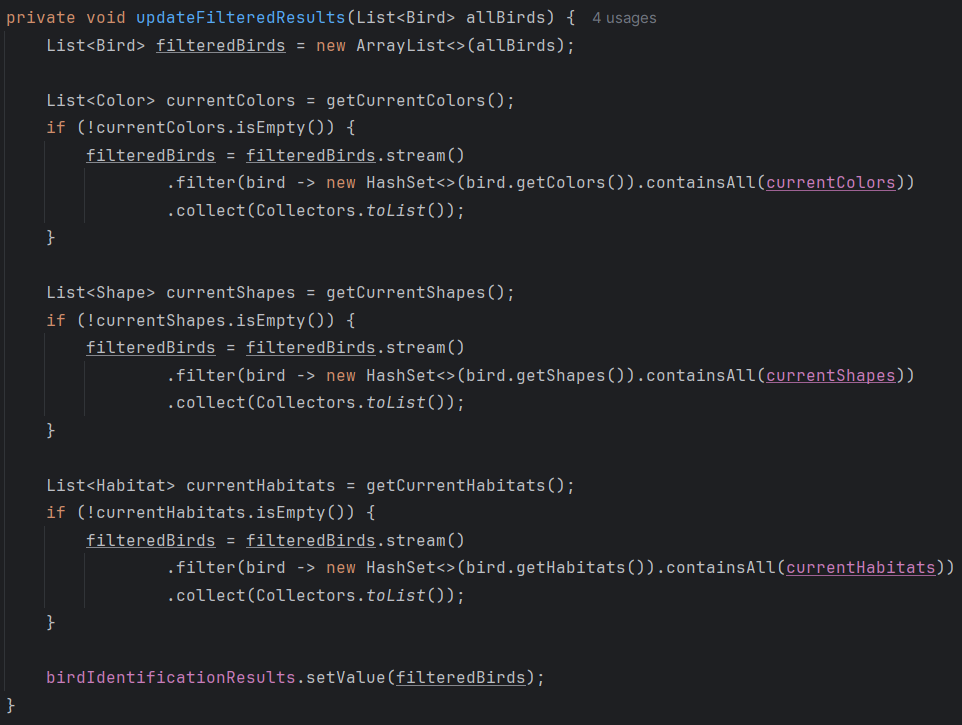 private void updateFilteredResults(List<Bird> allBirds) { 4 usages
    List<Bird> filteredBirds = new ArrayList<>(allBirds);

    List<Color> currentColors = getCurrentColors();
    if (!currentColors.isEmpty()) {
        filteredBirds = filteredBirds.stream()
                .filter(bird -> new HashSet<>(bird.getColors()).containsAll(currentColors))
                .collect(Collectors.toList());
    }

    List<Shape> currentShapes = getCurrentShapes();
    if (!currentShapes.isEmpty()) {
        filteredBirds = filteredBirds.stream()
                .filter(bird -> new HashSet<>(bird.getShapes()).containsAll(currentShapes))
                .collect(Collectors.toList());
    }

    List<Habitat> currentHabitats = getCurrentHabitats();
    if (!currentHabitats.isEmpty()) {
        filteredBirds = filteredBirds.stream()
                .filter(bird -> new HashSet<>(bird.getHabitats()).containsAll(currentHabitats))
                .collect(Collectors.toList());
    }

    birdIdentificationResults.setValue(filteredBirds);
}